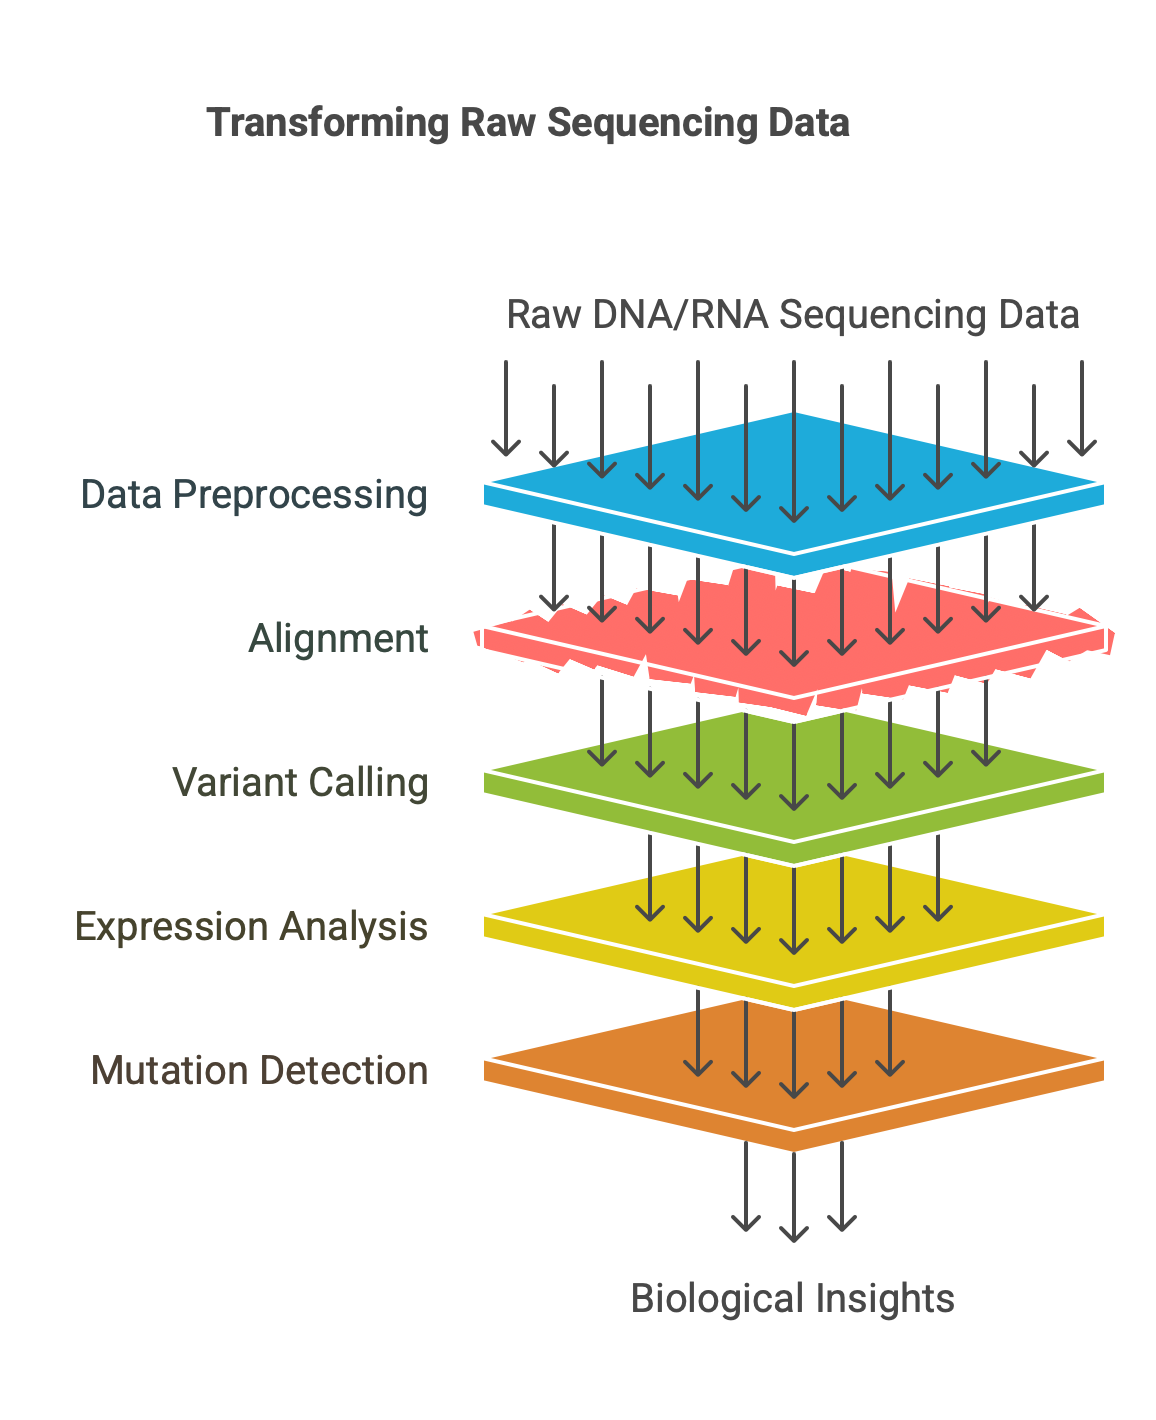 Transforming Raw Sequencing Data
Raw DNA/RNA Sequencing Data
Data Preprocessing
Alignment
Variant Calling
Expression Analysis
Mutation Detection
Biological Insights